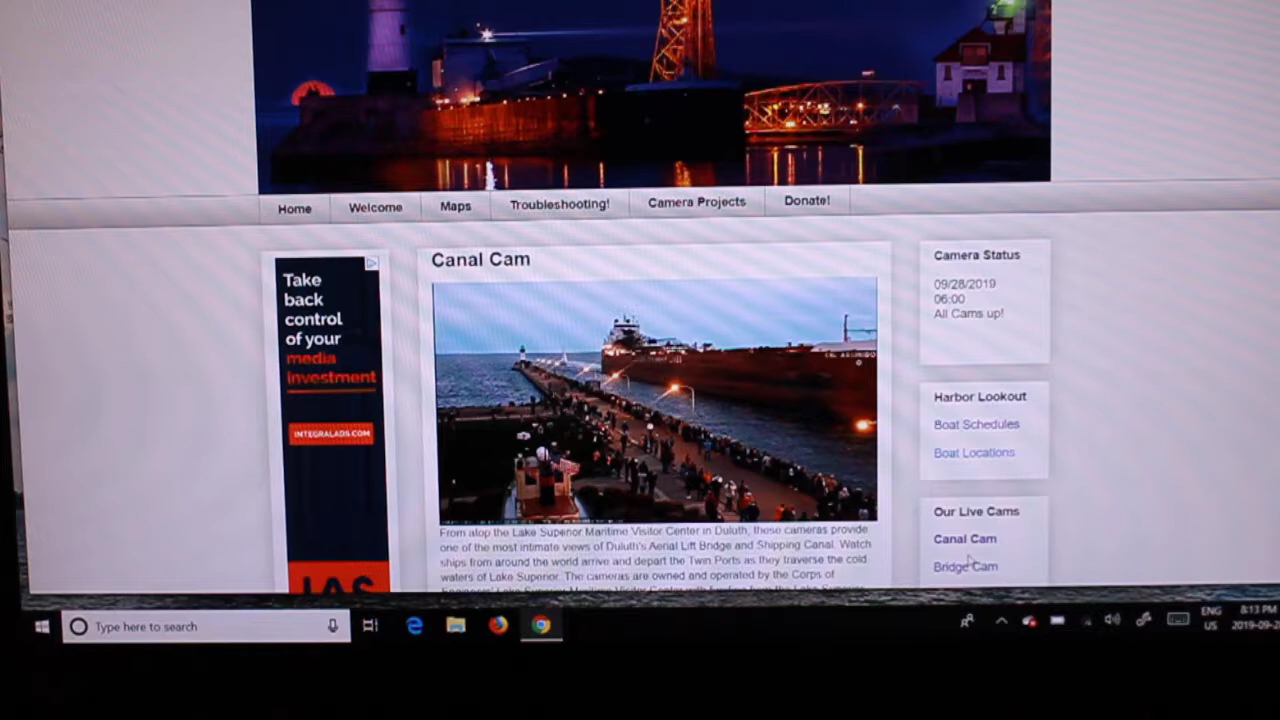 Home Welcome Maps Troubleshooting! Camera Projects Donate!
Take
back
control
of your
media
investment
INTEGRALADS.COM
IAS
Canal Cam
From atop the Lake Superior Maritime Visitor Center in Duluth, these cameras provide
one of the most intimate views of Duluth's Aerial Lift Bridge and Shipping Canal. Watch
ships from around the world arrive and depart the Twin Ports as they traverse the cold
waters of Lake Superior. The cameras are owned and operated by the Corps of
Camera Status
09/28/2019
06:00
All Cams up!
Harbor Lookout
Boat Schedules
Boat Locations
Our Live Cams
Canal Cam
Bridge Cam
Type here to search
ENG
US
8:13 PM
2019-09-2